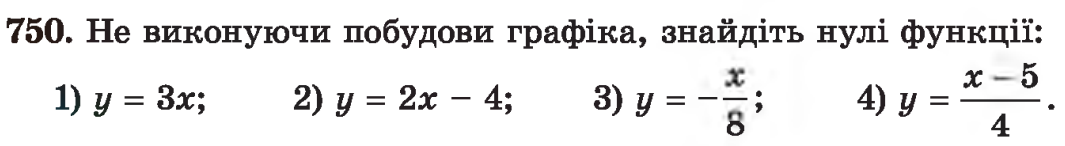 750. Не виконуючи побудови графіка, знайдіть нулі функції:
1) y = 3x; 2) y = 2x − 4; 3) y = −x/8; 4) y = (x − 5)/4.